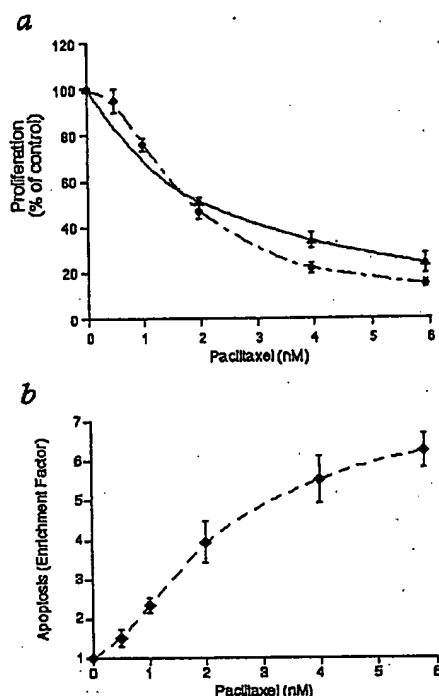 a
Proliferation
(% of control)
120
100
80
60
40
20
0
0 1 2 3 4 5 6
Paclitaxel (nM)
b
Apoptosis (Enrichment Factor)
7
6
5
4
3
2
1
0 1 2 3 4 5 6
Paclitaxel (nM)